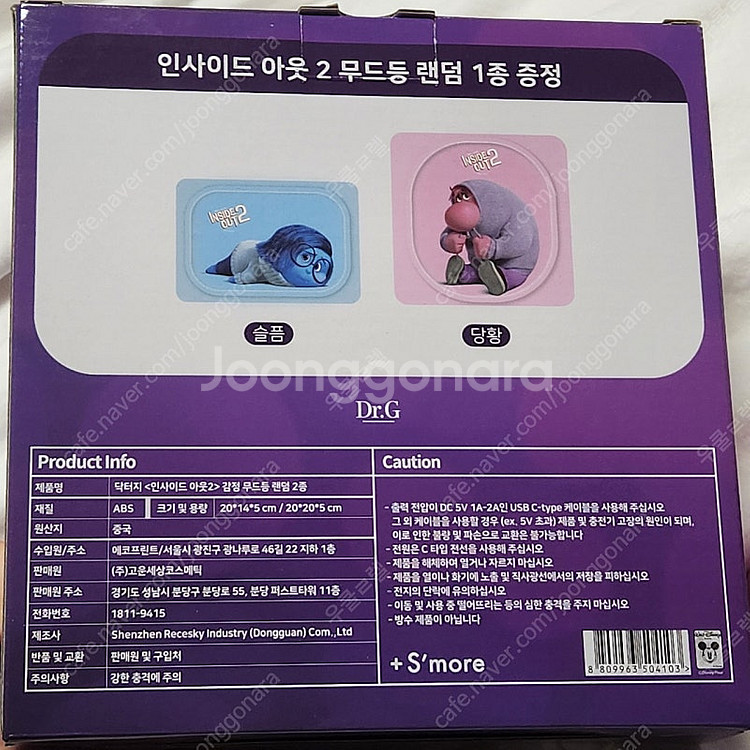 인사이드 아웃 2 무드등 랜덤 1종 증정
INSIDE OUT 2
INSIDE OUT 2
슬픔
당황
Joonggonara
Dr.G
Product Info
제품명 닥터지 <인사이드 아웃2> 감정 무드등 랜덤 2종
재질 ABS 크기 및 용량 20*14*5 cm / 20*20*5 cm
원산지 중국
수입원/주소 에코프린트/서울시 광진구 광나루로 46길 22 지하 1층
판매원 (주)고운세상코스메틱
판매원 주소 경기도 성남시 분당구 분당로 55, 분당 퍼스트타워 11층
전화번호 1811-9415
제조사 Shenzhen Recesky Industry (Dongguan) Com.,Ltd
반품 및 교환 판매원 및 구입처
주의사항 강한 충격에 주의
Caution
- 출력 전압이 DC 5V 1A-2A인 USB C-type 케이블을 사용해 주십시오
그 외 케이블을 사용할 경우 (ex. 5V 초과) 제품 및 충전기 고장의 원인이 되며,
이로 인한 불량 및 파손으로 교환은 불가능합니다
- 전원은 C 타입 전선을 사용해 주십시오
- 제품을 해체하여 열거나 자르지 마십시오
- 제품을 열이나 화기에 노출 및 직사광선에서의 저장을 피하십시오
- 전지의 단락에 유의하십시오
- 이동 및 사용 중 떨어뜨리는 등의 심한 충격을 주지 마십시오
- 방수 제품이 아닙니다
+ S'more
8 809963 504103 >
cafe.naver.com/joonggonara
우쿨르렐